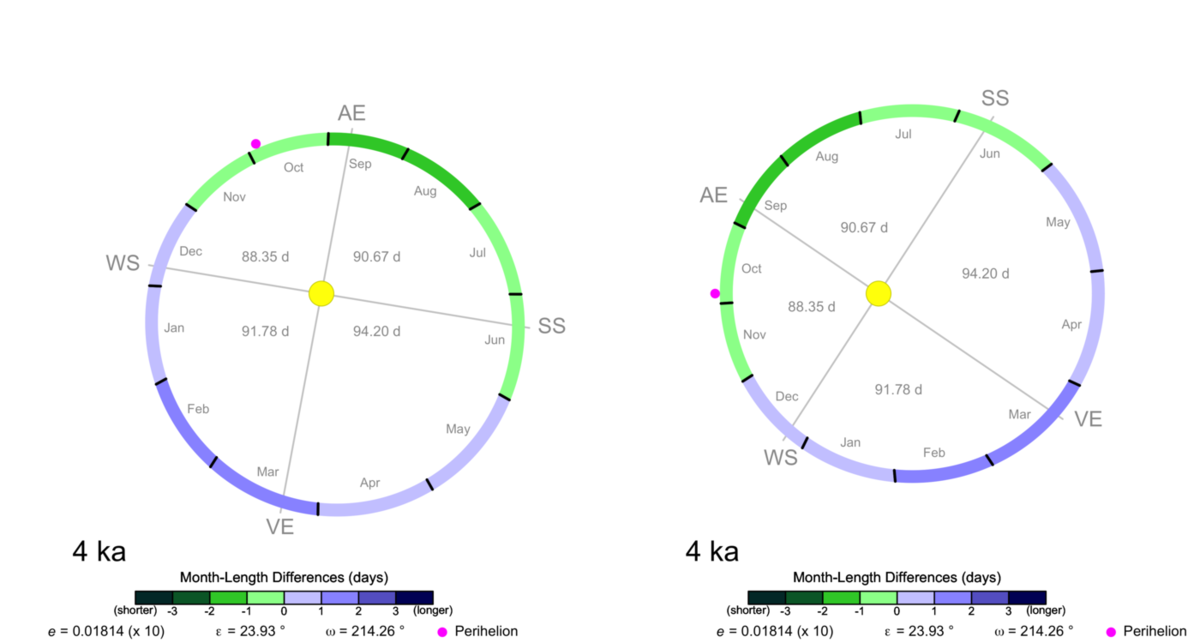 AE
Oct
Sep
Nov
Aug
Dec
Jul
WS
88.35 d
90.67 d
Jan
91.78 d
94.20 d
SS
Jun
Feb
May
Mar
Apr
VE
4 ka
Month-Length Differences (days)
(shorter) -3 -2 -1 0 1 2 3 (longer)
e = 0.01814 (x 10) ε = 23.93 ° ω = 214.26 ° Perihelion
SS
Jul
Jun
Aug
AE
Sep
May
90.67 d
Oct
94.20 d
88.35 d
Nov
Apr
91.78 d
Dec
Mar
VE
Jan
Feb
WS
4 ka
Month-Length Differences (days)
(shorter) -3 -2 -1 0 1 2 3 (longer)
e = 0.01814 (x 10) ε = 23.93 ° ω = 214.26 ° Perihelion